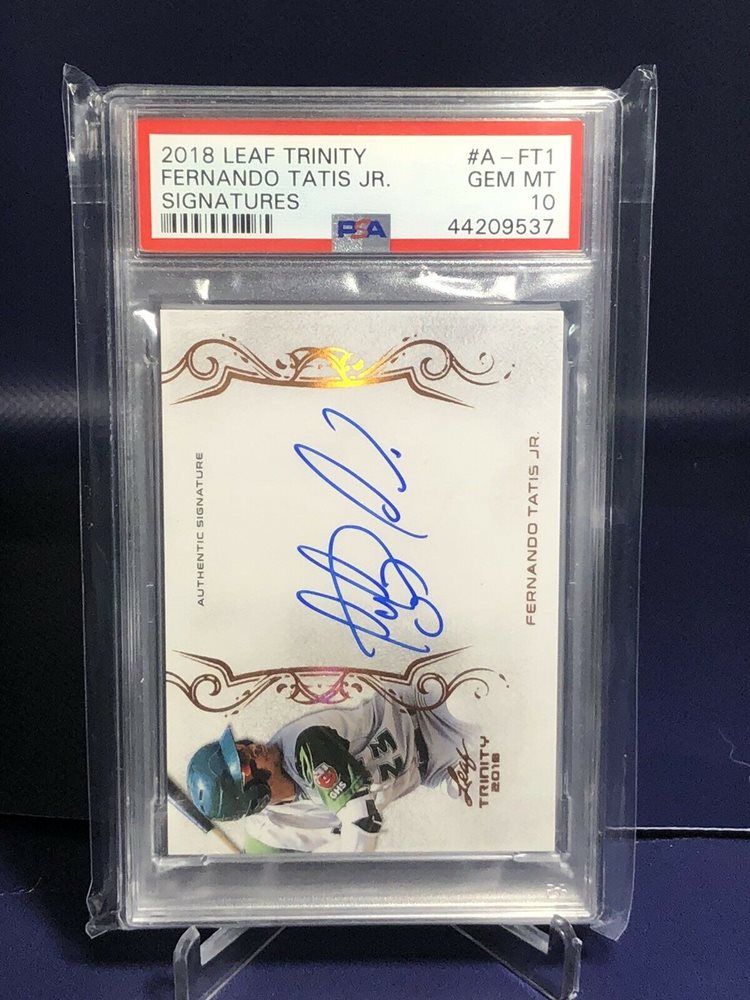 2018 LEAF TRINITY #A-FT1
FERNANDO TATIS JR. GEM MT
SIGNATURES 10
PSA 44209537
AUTHENTIC SIGNATURE
FERNANDO TATIS JR.
23
Leaf
TRINITY
2018